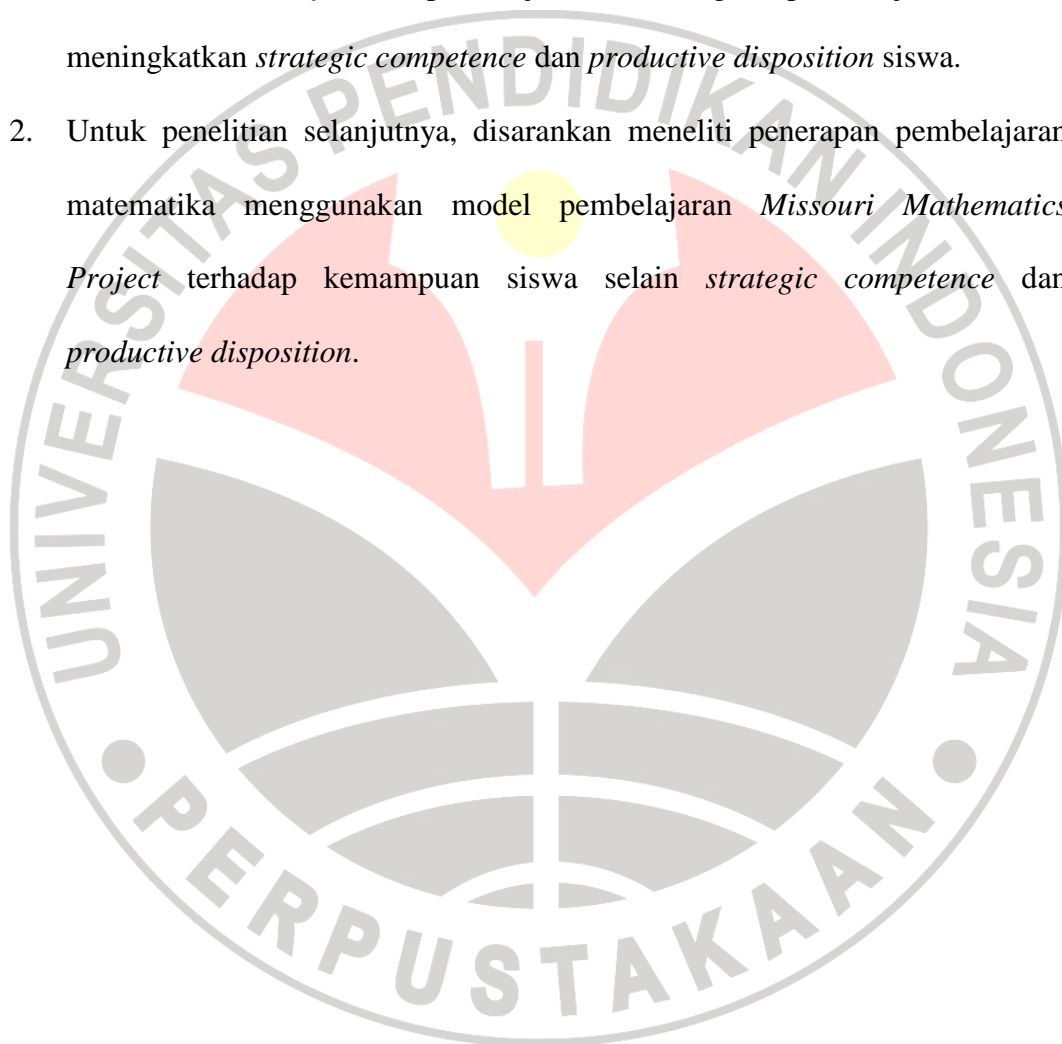 meningkatkan strategic competence dan productive disposition siswa.
2. Untuk penelitian selanjutnya, disarankan meneliti penerapan pembelajaran
matematika menggunakan model pembelajaran Missouri Mathematics
Project terhadap kemampuan siswa selain strategic competence dan
productive disposition.
UNIVERSITAS PENDIDIKAN INDONESIA
PERPUSTAKAAN